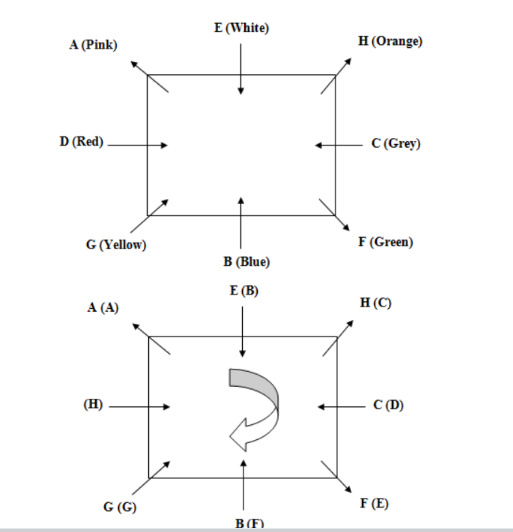 E (White)
A (Pink)
H (Orange)
D (Red)
C (Grey)
G (Yellow)
F (Green)
B (Blue)
E (B)
A (A)
H (C)
(H)
C (D)
G (G)
F (E)
B (F)